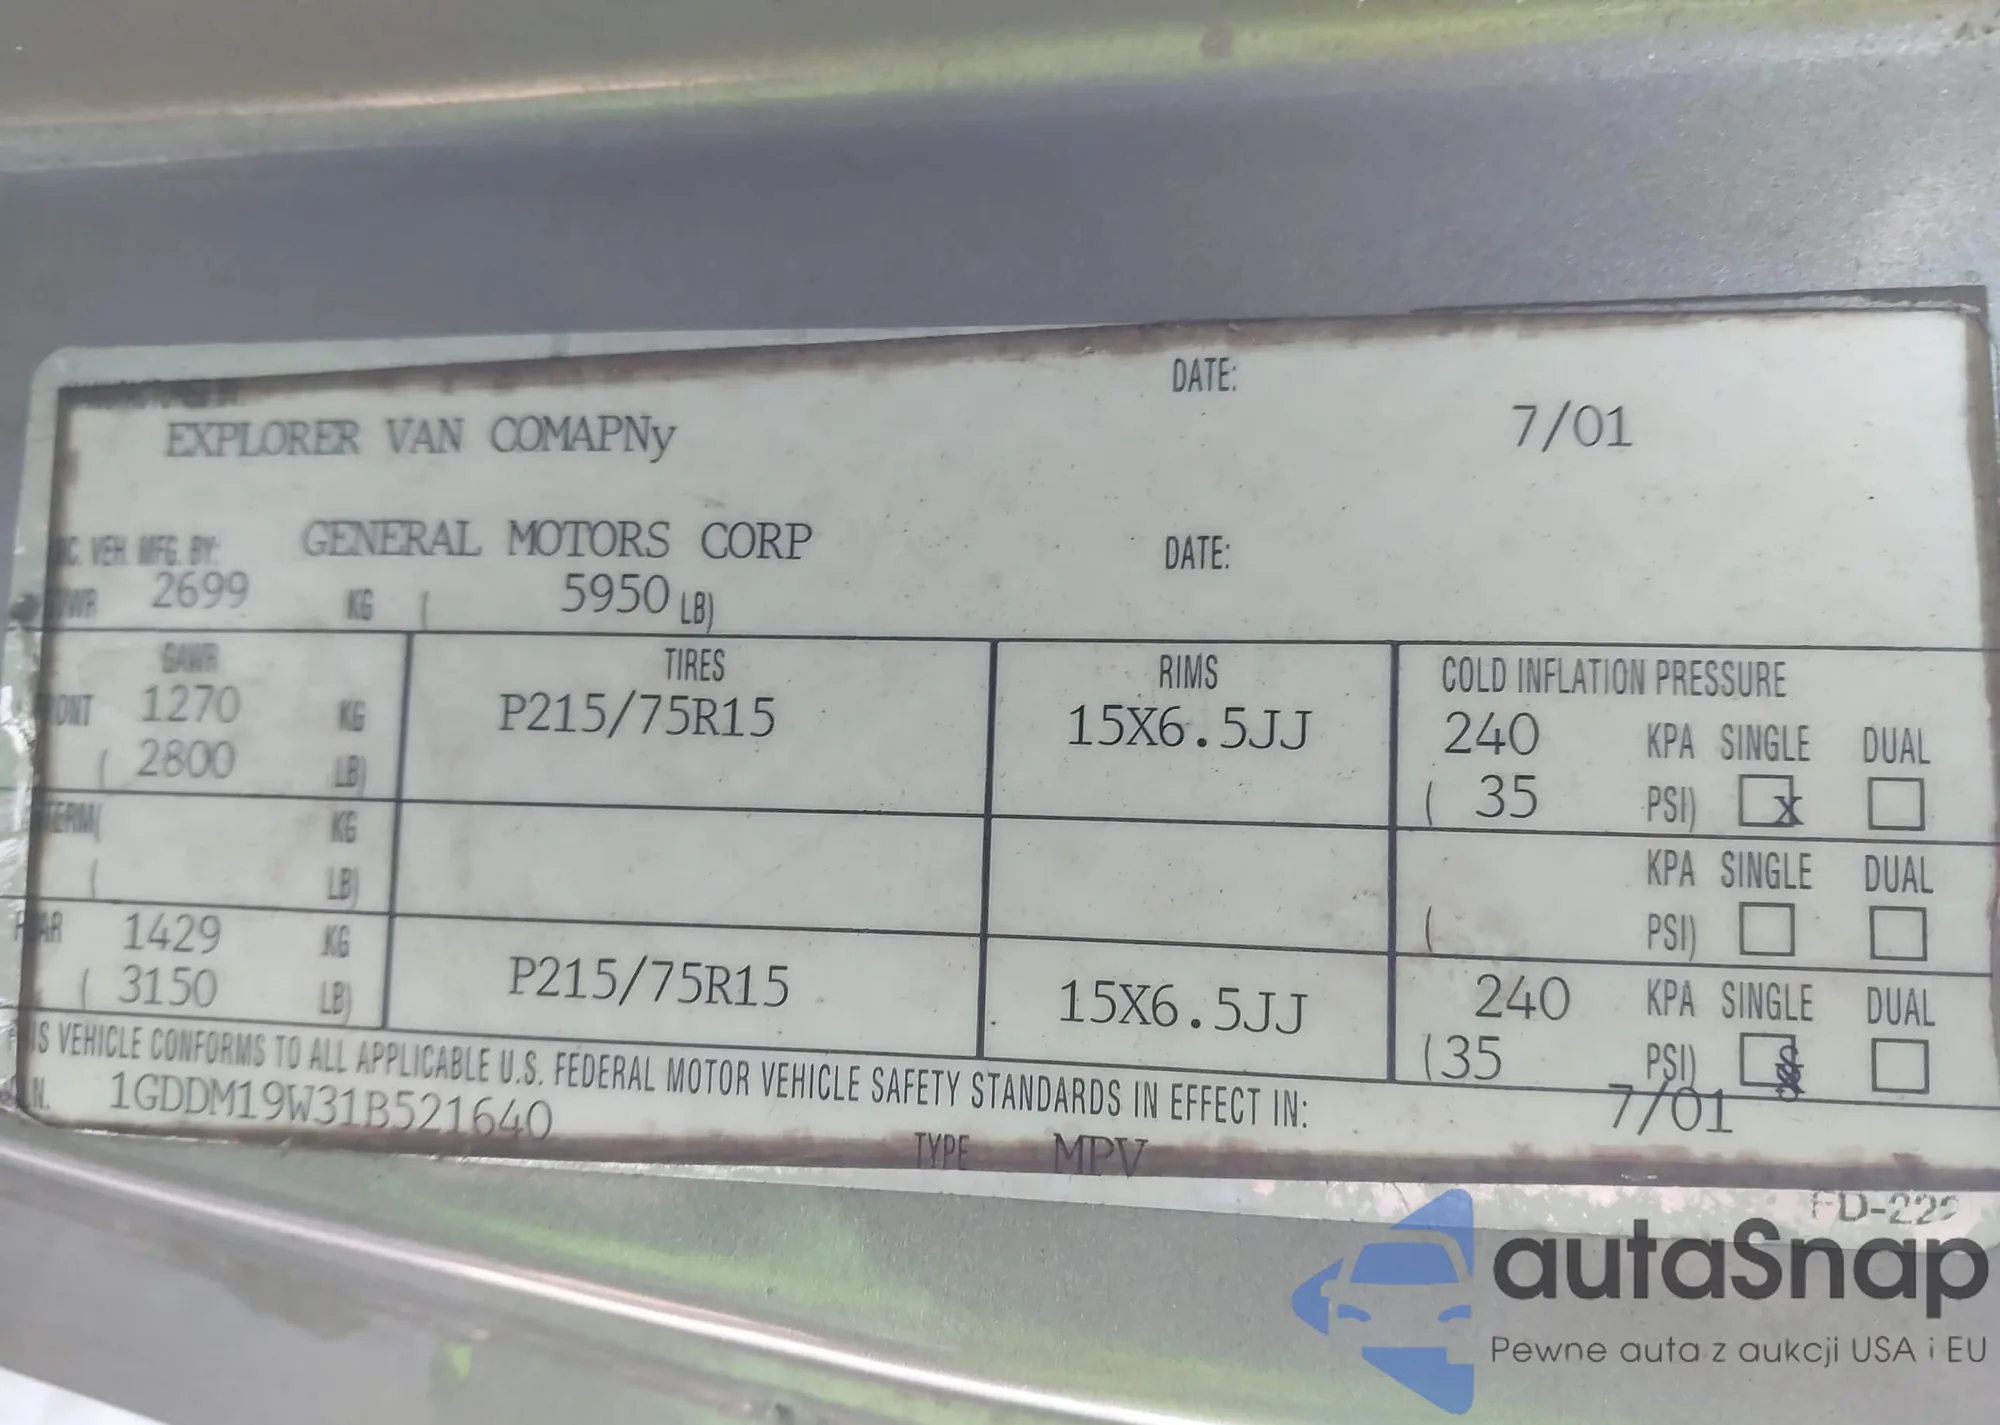 DATE:
EXPLORER VAN COMAPNy 7/01
VEH. MFG. BY: GENERAL MOTORS CORP DATE:
2699 KG ( 5950 LB)
GAWR TIRES RIMS COLD INFLATION PRESSURE
1270 KG P215/75R15 15X6.5JJ 240 KPA SINGLE DUAL
( 2800 LB) ( 35 PSI) x
KG KPA SINGLE DUAL
( LB) ( PSI)
1429 KG P215/75R15 15X6.5JJ 240 KPA SINGLE DUAL
( 3150 LB) (35 PSI)
VEHICLE CONFORMS TO ALL APPLICABLE U.S. FEDERAL MOTOR VEHICLE SAFETY STANDARDS IN EFFECT IN: 7/01
1GDDM19W31B521640 TYPE MPV
autaSnap
Pewne auta z aukcji USA i EU